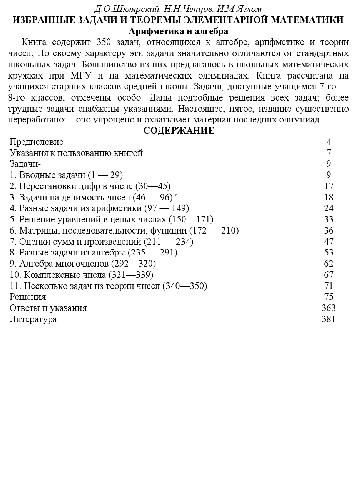 Д.О.Шклярский, Н.Н.Ченцов, И.М.Яглом
ИЗБРАННЫЕ ЗАДАЧИ И ТЕОРЕМЫ ЭЛЕМЕНТАРНОЙ МАТЕМАТИКИ
Арифметика и алгебра
Книга содержит 350 задач, относящихся к алгебре, арифметике и теории
чисел. По своему характеру эти задачи значительно отличаются от стандартных
школьных задач. Большинство из них предлагалось в школьных математических
кружках при МГУ и на математических олимпиадах. Книга рассчитана на
учащихся старших классов средней школы. Задачи, доступные учащимся 7-го —
8-го классов, отмечены особо. Даны подробные решения всех задач; более
трудные задачи снабжены указаниями. Настоящее, пятое, издание существенно
переработано — оно упрощено и охватывает материал последних олимпиад.
СОДЕРЖАНИЕ
Предисловие 4
Указания к пользованию книгой 7
Задачи 9
1. Вводные задачи (1 — 29) 9
2. Перестановки цифр в числе (30—45) 17
3. Задачи на делимость чисел (46 — 96) 18
4. Разные задачи из арифметики (97 — 149) 24
5. Решение уравнений в целых числах (150 — 171) 33
6. Матрицы, последовательности, функции (172 — 210) 36
7. Оценки сумм и произведений (211 — 234) 47
8. Разные задачи из алгебры (235 — 291) 53
9. Алгебра многочленов (292—320) 62
10. Комплексные числа (321—339) 67
11. Несколько задач из теории чисел (340—350) 71
Решения 75
Ответы и указания 363
Литература 381